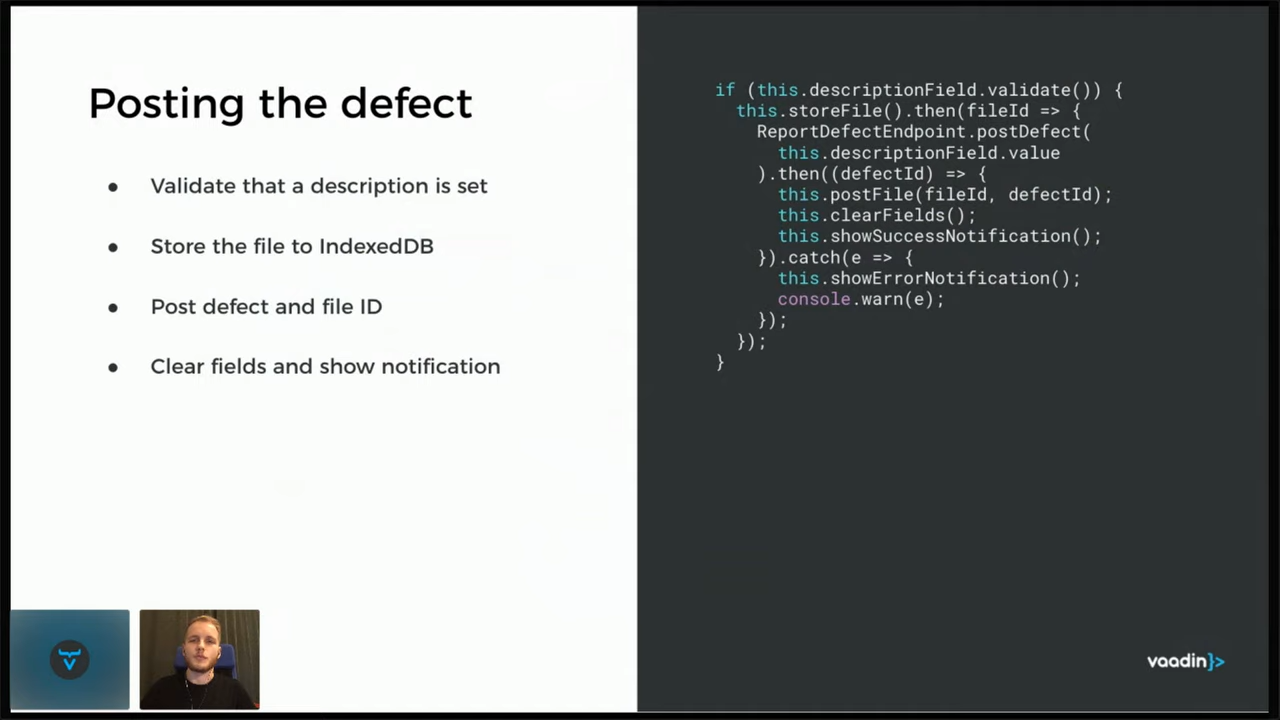 Posting the defect
● Validate that a description is set
● Store the file to IndexedDB
● Post defect and file ID
● Clear fields and show notification
if (this.descriptionField.validate()) {
  this.storeFile().then(fileId => {
    ReportDefectEndpoint.postDefect(
      this.descriptionField.value
    ).then((defectId) => {
      this.postFile(fileId, defectId);
      this.clearFields();
      this.showSuccessNotification();
    }).catch(e => {
      this.showErrorNotification();
      console.warn(e);
    });
  });
}
vaadin}>